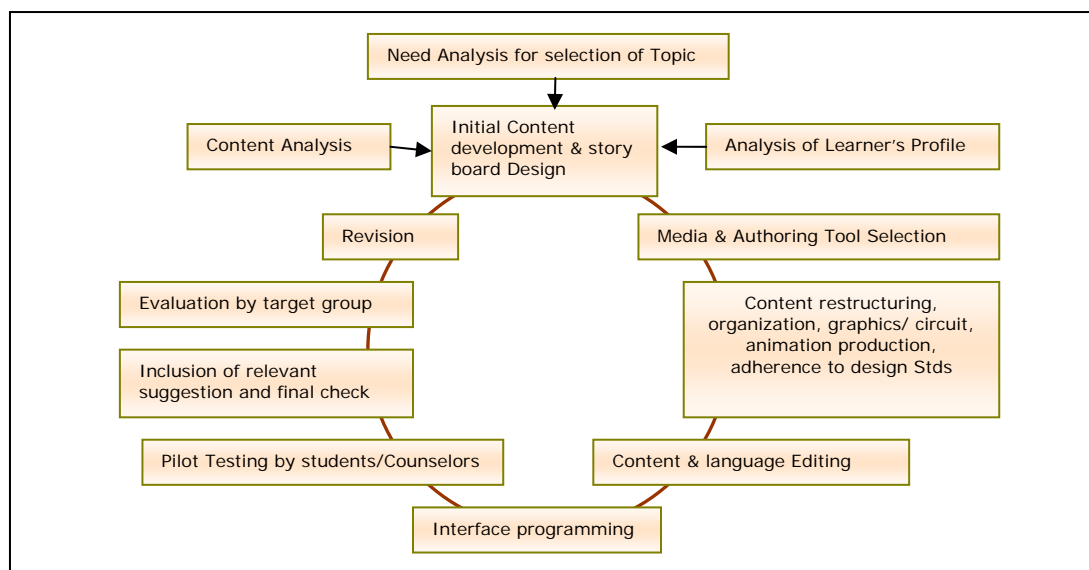 Need Analysis for selection of Topic
Content Analysis
Initial Content
development & story
board Design
Analysis of Learner's Profile
Revision
Media & Authoring Tool Selection
Evaluation by target group
Content restructuring,
organization, graphics/ circuit,
animation production,
adherence to design Stds
Inclusion of relevant
suggestion and final check
Pilot Testing by students/Counselors
Content & language Editing
Interface programming